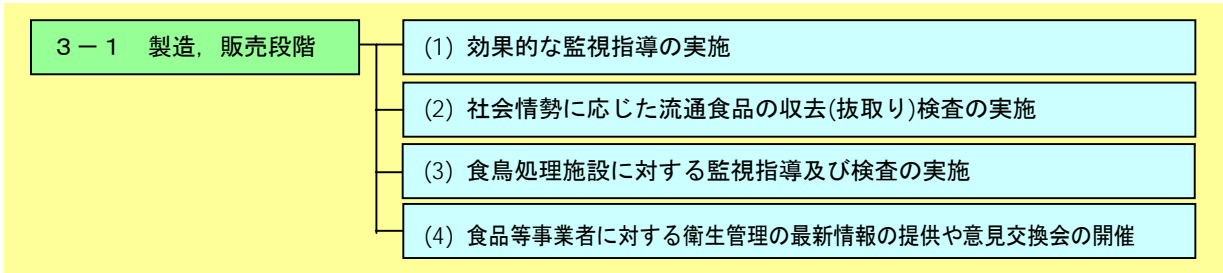 ３－１　製造，販売段階
(1) 効果的な監視指導の実施
(2) 社会情勢に応じた流通食品の収去(抜取り)検査の実施
(3) 食鳥処理施設に対する監視指導及び検査の実施
(4) 食品等事業者に対する衛生管理の最新情報の提供や意見交換会の開催